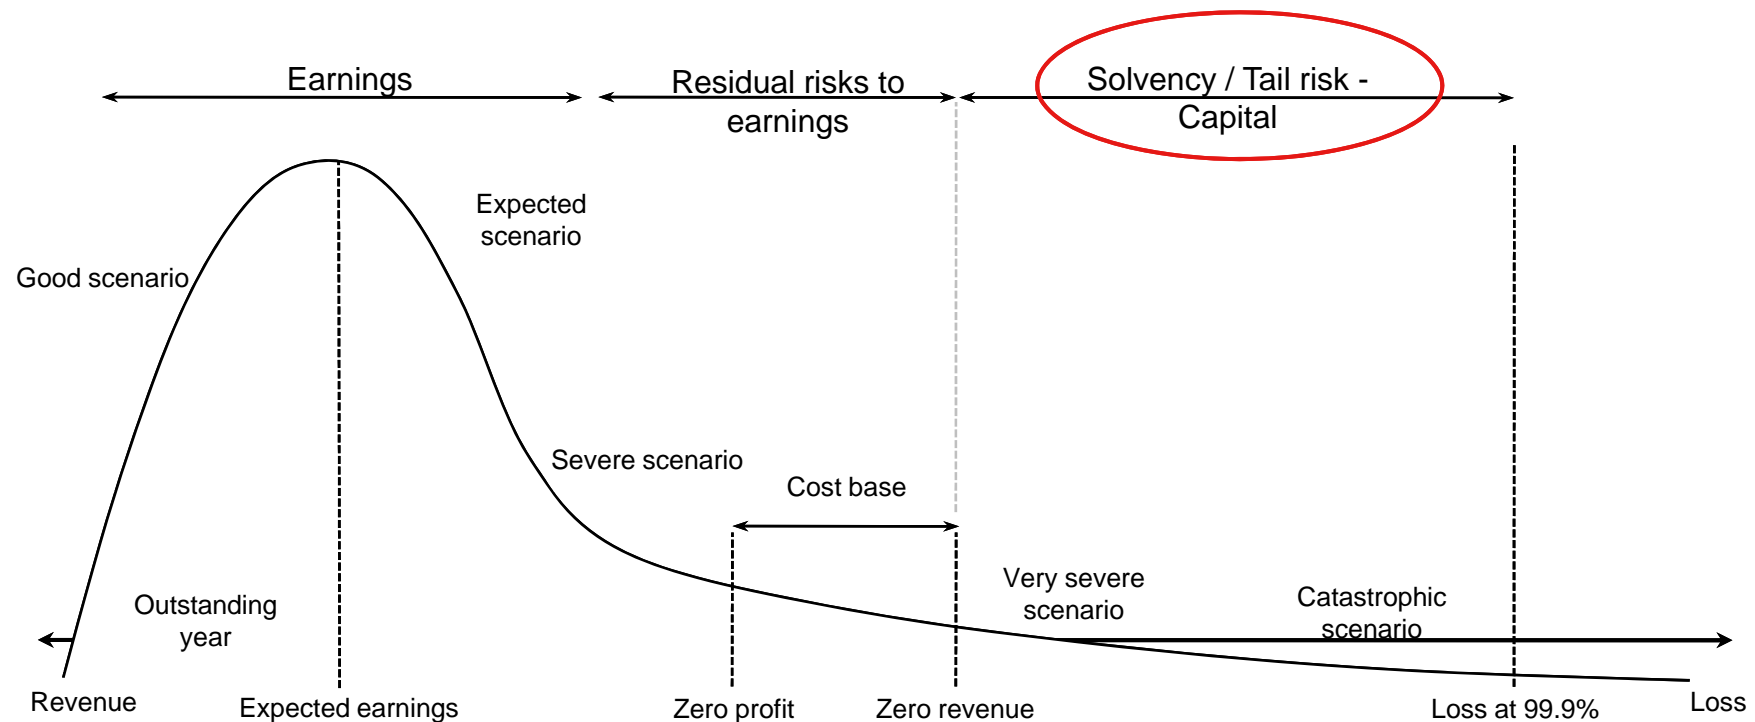 Earnings
Residual risks to
earnings
Solvency / Tail risk -
Capital
Expected
scenario
Good scenario
Severe scenario
Cost base
Very severe
scenario
Catastrophic
scenario
Outstanding
year
Revenue
Expected earnings
Zero profit
Zero revenue
Loss at 99.9%
Loss